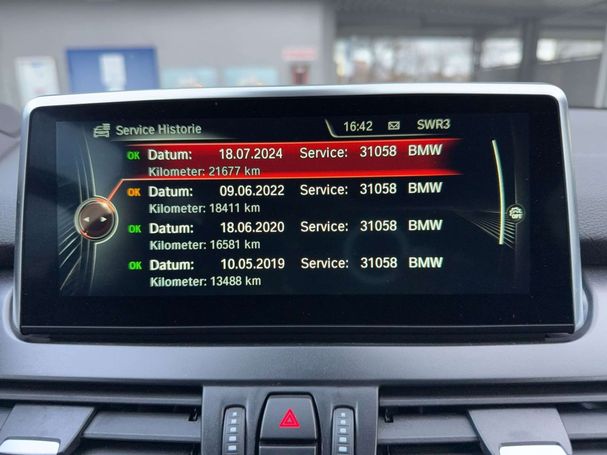 Service Historie 16:42 SWR3
OK Datum: 18.07.2024 Service: 31058 BMW
Kilometer: 21677 km
OK Datum: 09.06.2022 Service: 31058 BMW
Kilometer: 18411 km
OK Datum: 18.06.2020 Service: 31058 BMW
Kilometer: 16581 km
OK Datum: 10.05.2019 Service: 31058 BMW
Kilometer: 13488 km
OFF